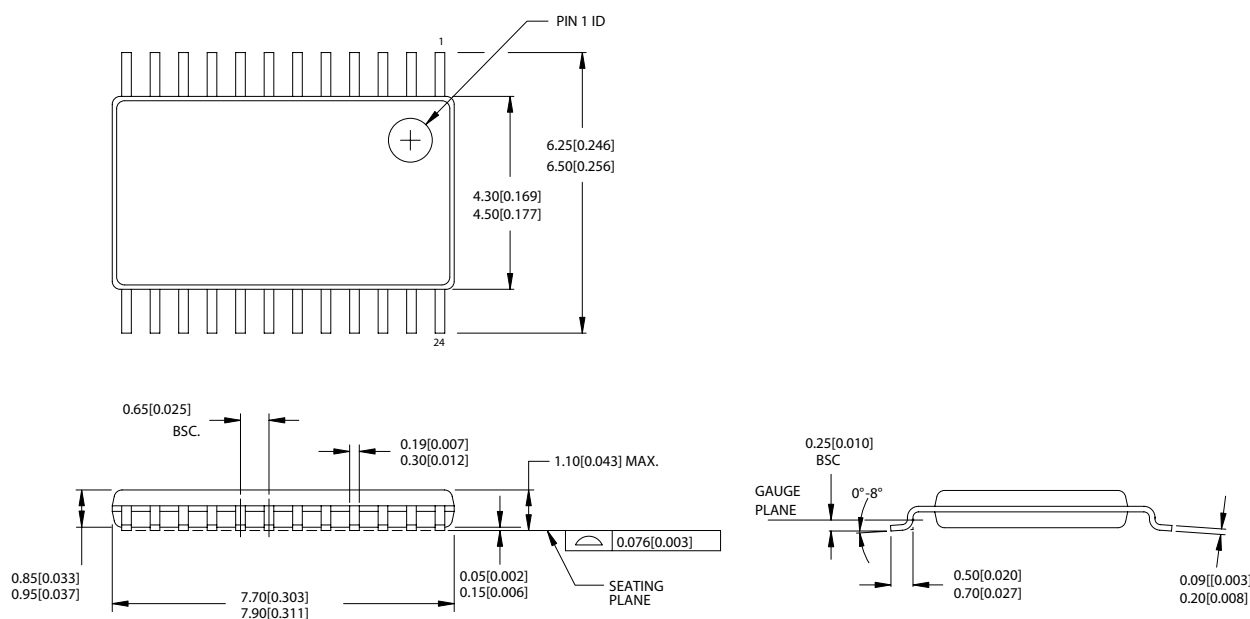 PIN 1 ID
1
6.25[0.246]
6.50[0.256]
4.30[0.169]
4.50[0.177]
24
0.65[0.025]
BSC.
0.19[0.007]
0.30[0.012]
1.10[0.043] MAX.
0.076[0.003]
0.85[0.033]
0.95[0.037]
7.70[0.303]
7.90[0.311]
0.05[0.002]
0.15[0.006]
SEATING
PLANE
0.25[0.010]
BSC
GAUGE
PLANE
0°-8°
0.50[0.020]
0.70[0.027]
0.09[[0.003]
0.20[0.008]